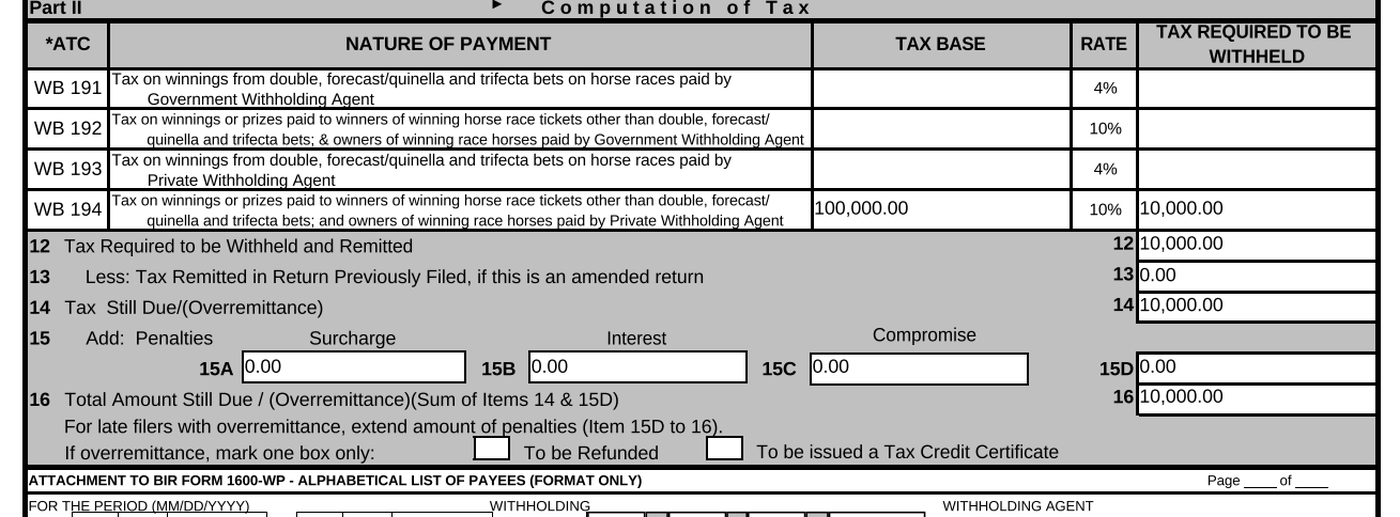 Part II ► Computation of Tax
*ATC NATURE OF PAYMENT TAX BASE RATE TAX REQUIRED TO BE WITHHELD
WB 191 Tax on winnings from double, forecast/quinella and trifecta bets on horse races paid by 4%
Government Withholding Agent
WB 192 Tax on winnings or prizes paid to winners of winning horse race tickets other than double, forecast/ 10%
quinella and trifecta bets; & owners of winning race horses paid by Government Withholding Agent
WB 193 Tax on winnings from double, forecast/quinella and trifecta bets on horse races paid by 4%
Private Withholding Agent
WB 194 Tax on winnings or prizes paid to winners of winning horse race tickets other than double, forecast/ 100,000.00 10% 10,000.00
quinella and trifecta bets; and owners of winning race horses paid by Private Withholding Agent
12 Tax Required to be Withheld and Remitted 12 10,000.00
13 Less: Tax Remitted in Return Previously Filed, if this is an amended return 13 0.00
14 Tax Still Due/(Overremittance) 14 10,000.00
15 Add: Penalties Surcharge Interest Compromise
15A 0.00 15B 0.00 15C 0.00 15D 0.00
16 Total Amount Still Due / (Overremittance)(Sum of Items 14 & 15D) 16 10,000.00
For late filers with overremittance, extend amount of penalties (Item 15D to 16).
If overremittance, mark one box only: To be Refunded To be issued a Tax Credit Certificate
ATTACHMENT TO BIR FORM 1600-WP - ALPHABETICAL LIST OF PAYEES (FORMAT ONLY) Page ____ of ____
FOR THE PERIOD (MM/DD/YYYY) WITHHOLDING WITHHOLDING AGENT